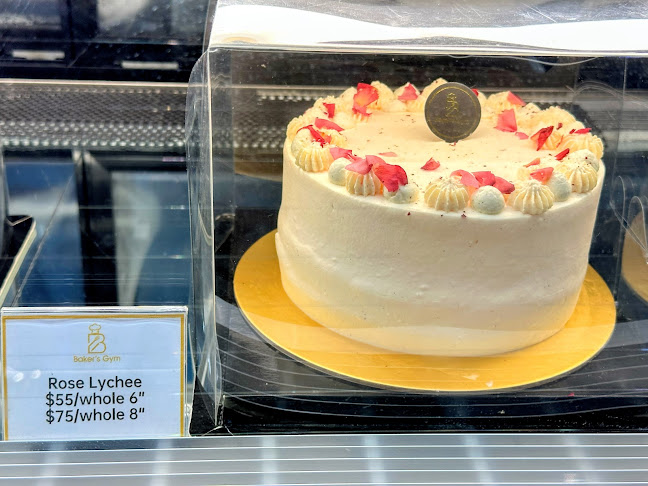 Baker's Gym
Rose Lychee
$55/whole 6"
$75/whole 8"